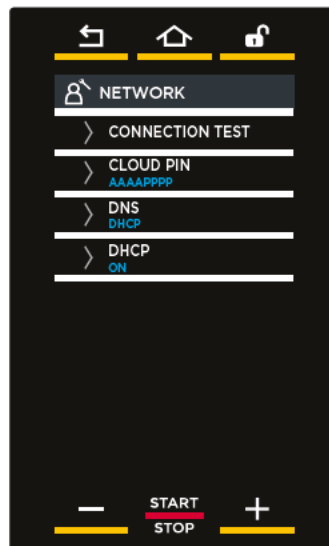 NETWORK
CONNECTION TEST
CLOUD PIN
AAAAPPPP
DNS
DHCP
DHCP
ON
START
STOP